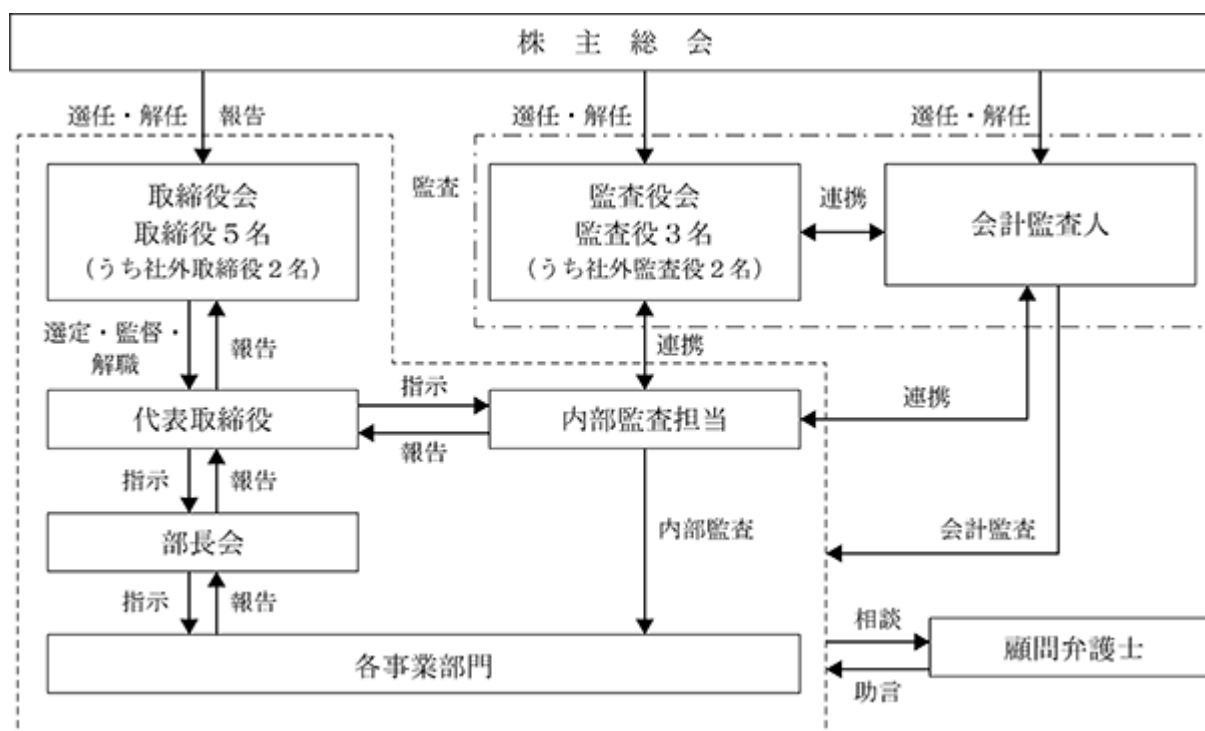 株主総会
選任・解任
報告
選任・解任
選任・解任
取締役会
取締役5名
(うち社外取締役2名)
監査
監査役会
監査役3名
(うち社外監査役2名)
連携
会計監査人
選定・監督・
解職
報告
連携
代表取締役
指示
報告
内部監査担当
連携
指示
報告
部長会
内部監査
会計監査
指示
報告
各事業部門
相談
助言
顧問弁護士